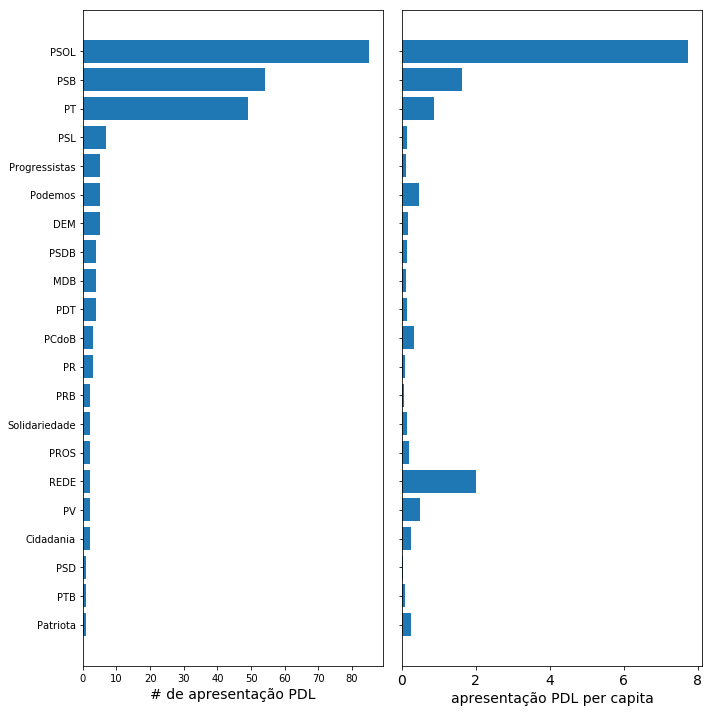 PSOL
PSB
PT
PSL
Progressistas
Podemos
DEM
PSDB
MDB
PDT
PCdoB
PR
PRB
Solidariedade
PROS
REDE
PV
Cidadania
PSD
PTB
Patriota
0 10 20 30 40 50 60 70 80
# de apresentação PDL
0 2 4 6 8
apresentação PDL per capita